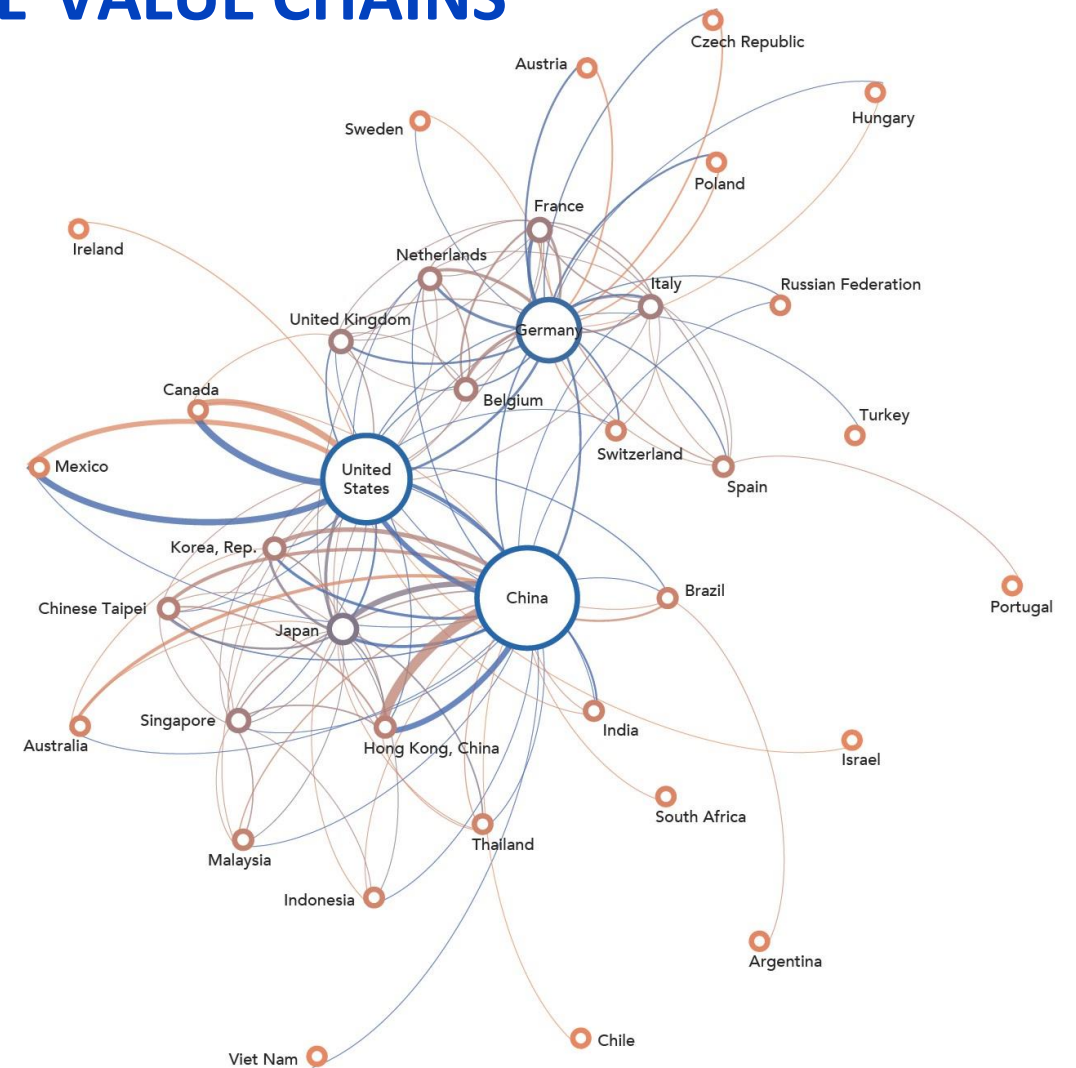 VALUE CHAINS
Czech Republic
Austria
Hungary
Sweden
Poland
France
Ireland
Netherlands
Italy
Russian Federation
United Kingdom
Germany
Canada
Belgium
Turkey
Switzerland
Mexico
United
States
Spain
Korea, Rep.
Brazil
China
Chinese Taipei
Portugal
Japan
Singapore
India
Australia
Hong Kong, China
Israel
South Africa
Thailand
Malaysia
Indonesia
Argentina
Chile
Viet Nam